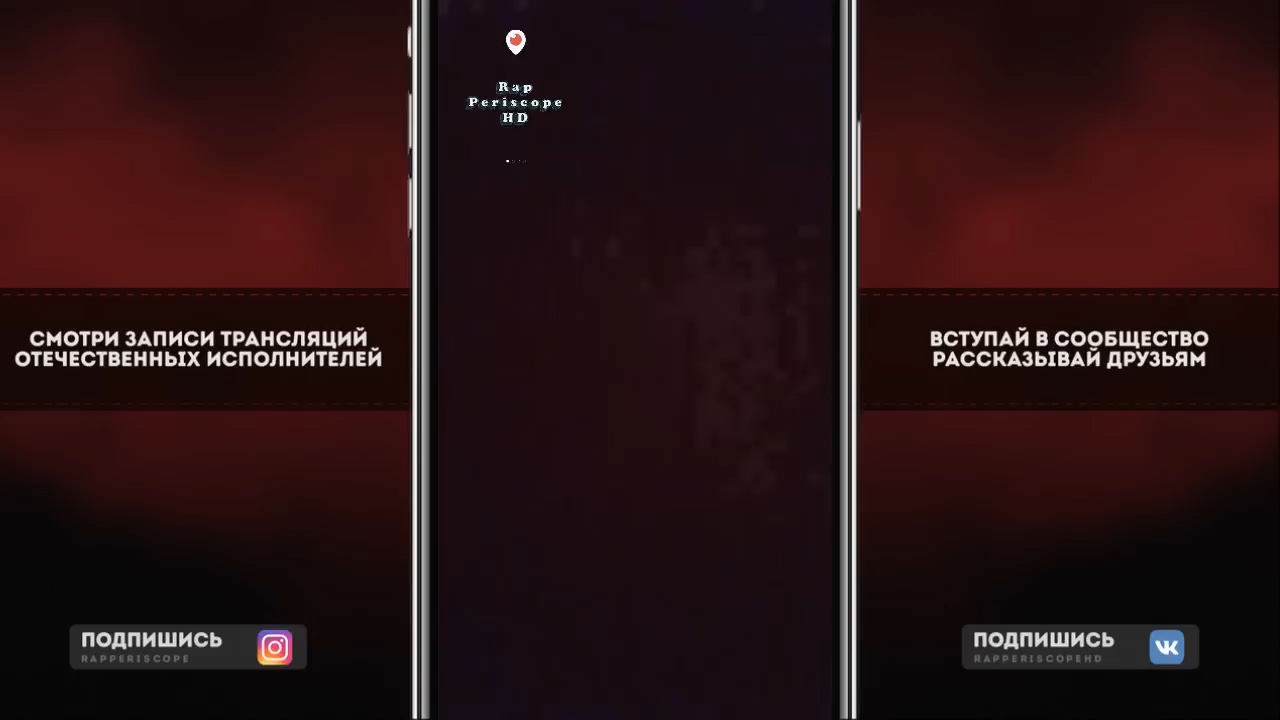 Rap
Periscope
HD
СМОТРИ ЗАПИСИ ТРАНСЛЯЦИЙ
ОТЕЧЕСТВЕННЫХ ИСПОЛНИТЕЛЕЙ
ВСТУПАЙ В СООБЩЕСТВО
РАССКАЗЫВАЙ ДРУЗЬЯМ
ПОДПИШИСЬ
RAPPERISCOPE
ПОДПИШИСЬ
RAPPERISCOPEHD